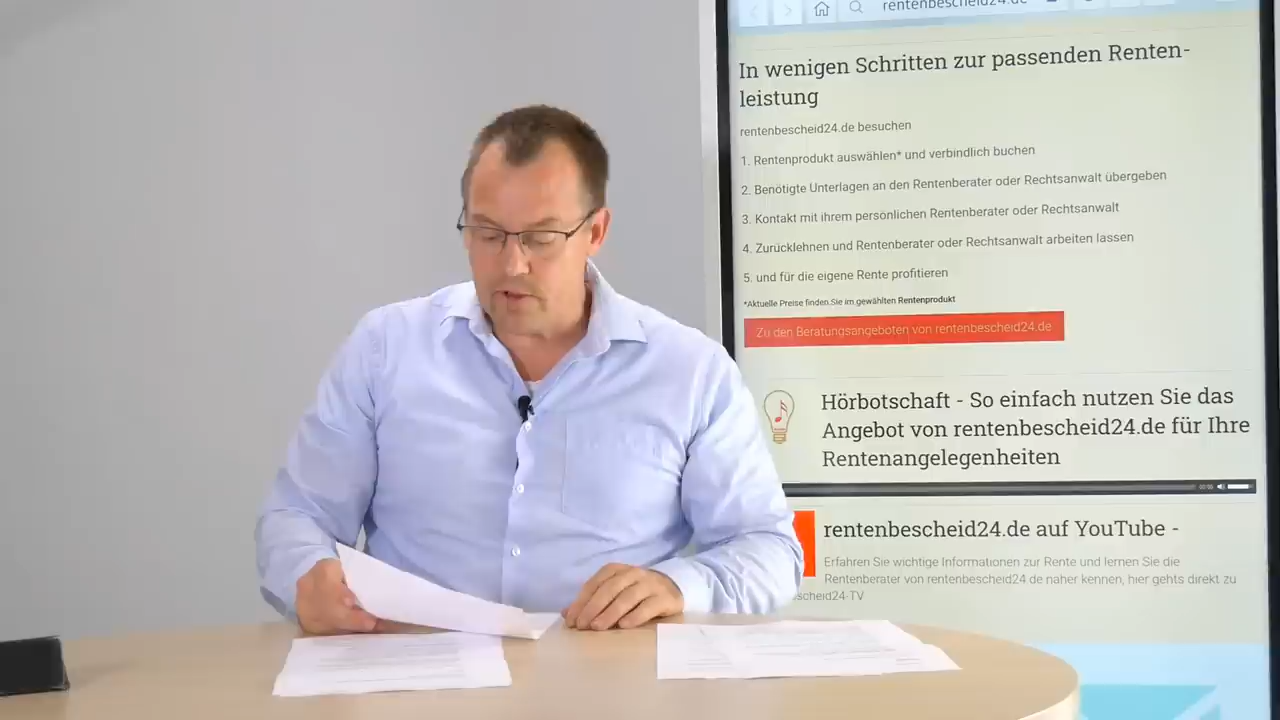 rentenbescheid24.de
In wenigen Schritten zur passenden Renten-
leistung
rentenbescheid24.de besuchen
1. Rentenprodukt auswählen* und verbindlich buchen
2. Benötigte Unterlagen an den Rentenberater oder Rechtsanwalt übergeben
3. Kontakt mit ihrem persönlichen Rentenberater oder Rechtsanwalt
4. Zurücklehnen und Rentenberater oder Rechtsanwalt arbeiten lassen
5. und für die eigene Rente profitieren
*Aktuelle Preise finden Sie im gewählten Rentenprodukt
Zu den Beratungsangeboten von rentenbescheid24.de
Hörbotschaft - So einfach nutzen Sie das
Angebot von rentenbescheid24.de für Ihre
Rentenangelegenheiten
rentenbescheid24.de auf YouTube -
Erfahren Sie wichtige Informationen zur Rente und lernen Sie die
Rentenberater von rentenbescheid24.de näher kennen, hier gehts direkt zu
scheid24-TV